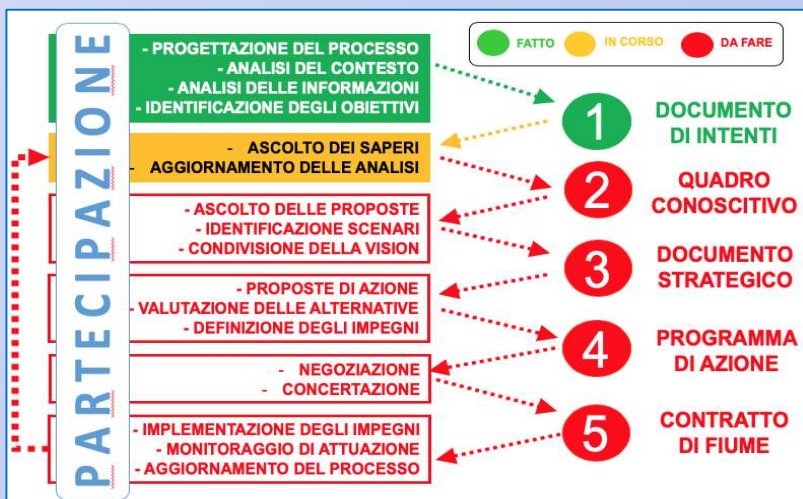 PARTECIPAZIONE
FATTO
IN CORSO
DA FARE
- PROGETTAZIONE DEL PROCESSO
- ANALISI DEL CONTESTO
- ANALISI DELLE INFORMAZIONI
- IDENTIFICAZIONE DEGLI OBIETTIVI
1
DOCUMENTO
DI INTENTI
- ASCOLTO DEI SAPERI
- AGGIORNAMENTO DELLE ANALISI
2
QUADRO
CONOSCITIVO
- ASCOLTO DELLE PROPOSTE
- IDENTIFICAZIONE SCENARI
- CONDIVISIONE DELLA VISION
3
DOCUMENTO
STRATEGICO
- PROPOSTE DI AZIONE
- VALUTAZIONE DELLE ALTERNATIVE
- DEFINIZIONE DEGLI IMPEGNI
4
PROGRAMMA
DI AZIONE
- NEGOZIAZIONE
- CONCERTAZIONE
5
CONTRATTO
DI FIUME
- IMPLEMENTAZIONE DEGLI IMPEGNI
- MONITORAGGIO DI ATTUAZIONE
- AGGIORNAMENTO DEL PROCESSO